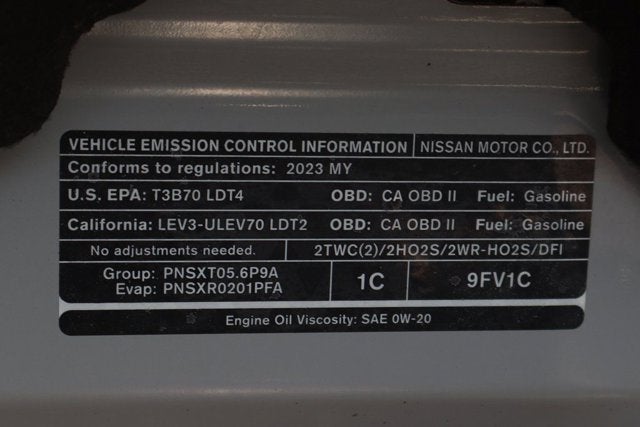 VEHICLE EMISSION CONTROL INFORMATION NISSAN MOTOR CO., LTD.
Conforms to regulations: 2023 MY
U.S. EPA: T3B70 LDT4 OBD: CA OBD II Fuel: Gasoline
California: LEV3-ULEV70 LDT2 OBD: CA OBD II Fuel: Gasoline
No adjustments needed. 2TWC(2)/2HO2S/2WR-HO2S/DFI
Group: PNSXT05.6P9A
Evap: PNSXR0201PFA
1C 9FV1C
Engine Oil Viscosity: SAE 0W-20